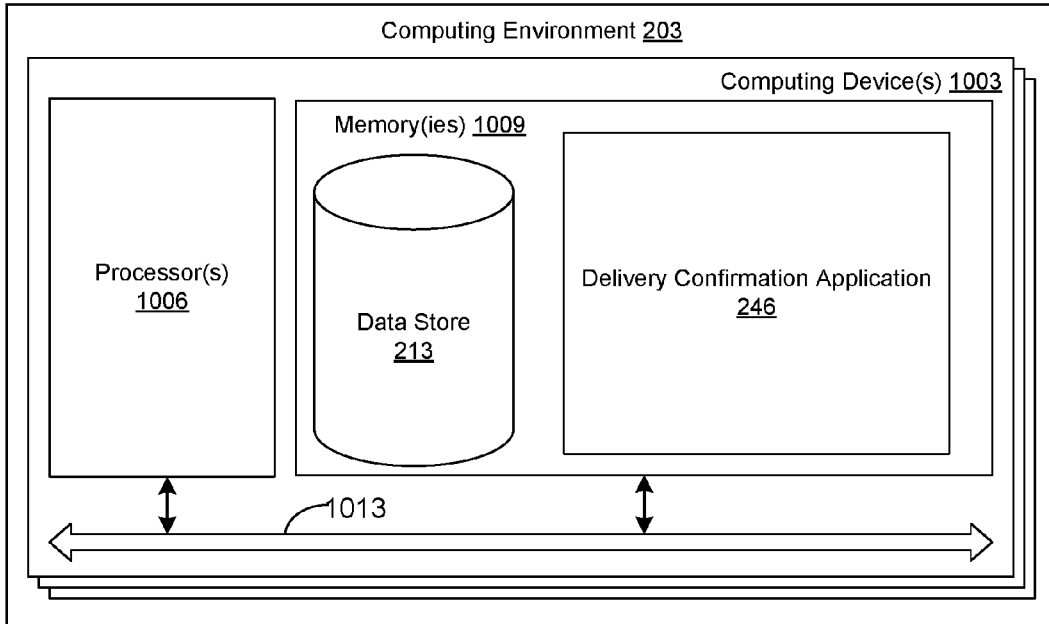 Computing Environment 203
Computing Device(s) 1003
Memory(ies) 1009
Processor(s)
1006
Data Store
213
Delivery Confirmation Application
246
1013